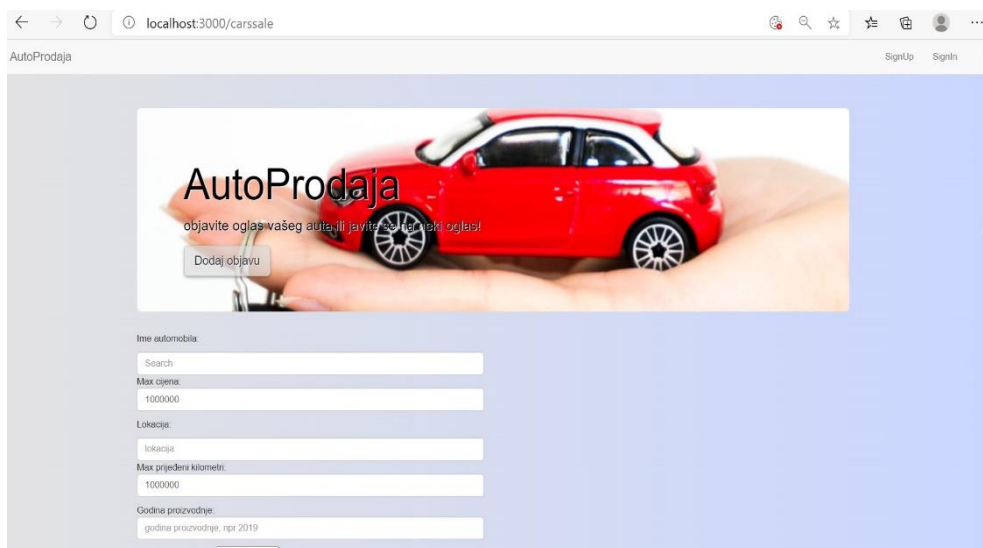 localhost:3000/carssale
AutoProdaja
SignUp SignIn
AutoProdaja
objavite oglas vašeg auta ili javite se na neki oglas!
Dodaj objavu
Ime automobila:
Search
Max cijena:
1000000
Lokacija:
lokacija
Max prijeđeni kilometri:
1000000
Godina proizvodnje:
godina proizvodnje, npr 2019